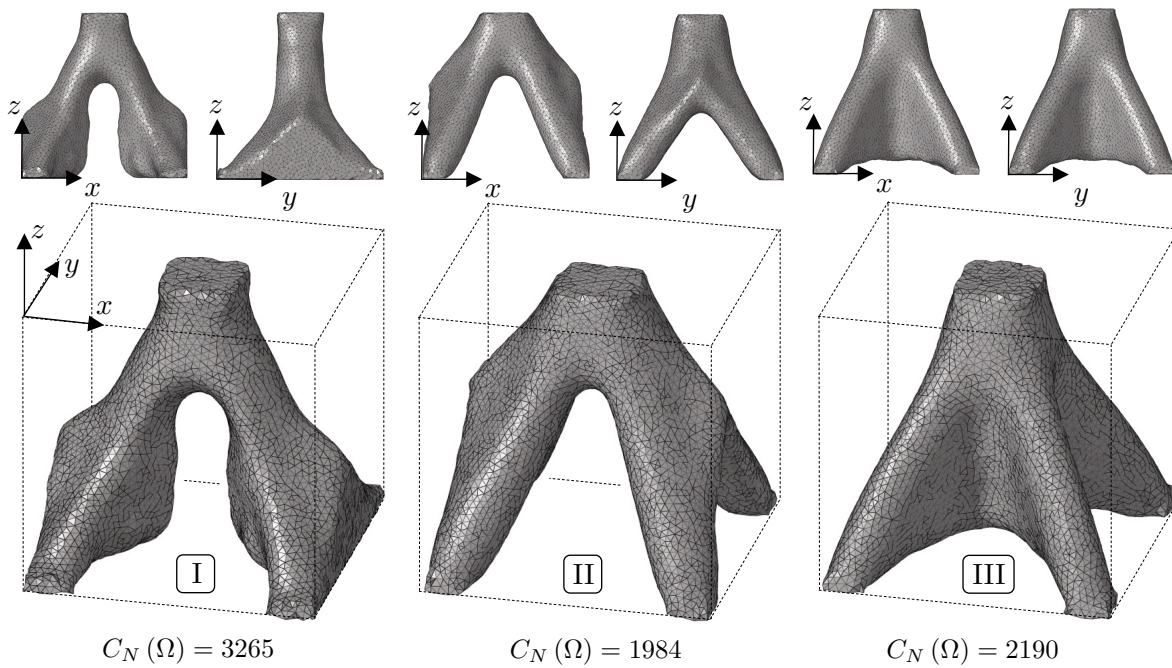 z x z y z x z y z x z y
z y x
I II III
C_N (Ω) = 3265 C_N (Ω) = 1984 C_N (Ω) = 2190